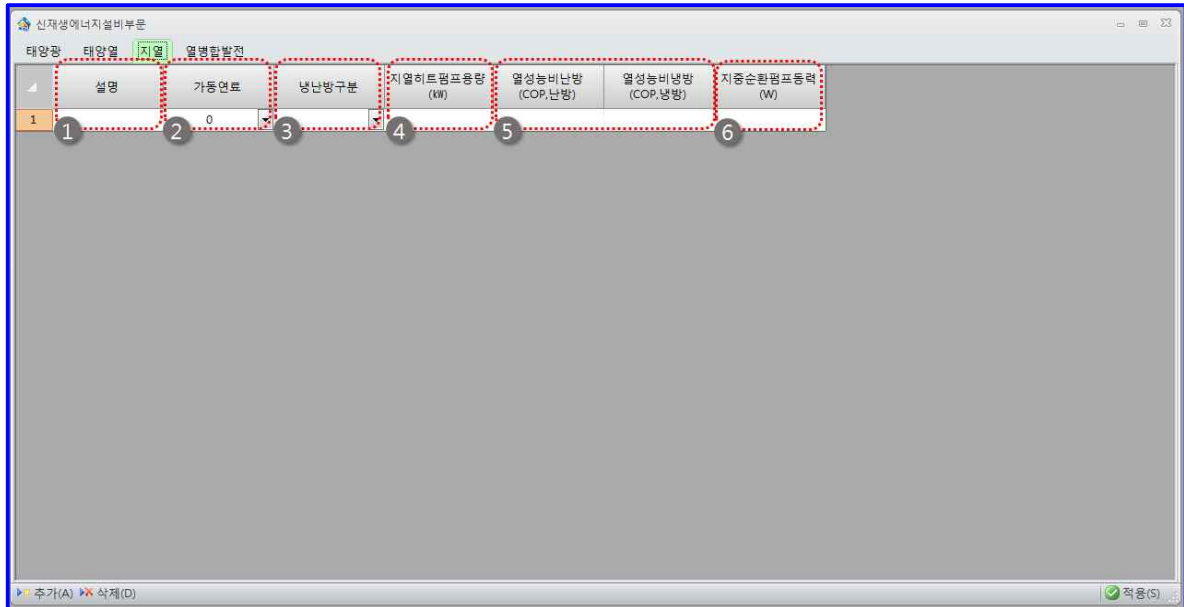 신재생에너지설비부문
태양광 태양열 지열 열병합발전
설명 가동연료 냉난방구분 지열히트펌프용량 (kW) 열성능비난방 (COP,난방) 열성능비냉방 (COP,냉방) 지중순환펌프동력 (W)
1 0
1 2 3 4 5 6
추가(A) 삭제(D) 적용(S)